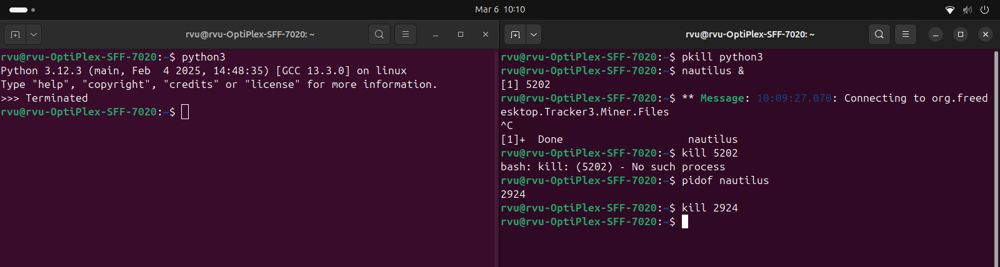 Mar 6 10:10
rvu@rvu-OptiPlex-SFF-7020: ~
rvu@rvu-OptiPlex-SFF-7020:~$ python3
Python 3.12.3 (main, Feb  4 2025, 14:48:35) [GCC 13.3.0] on linux
Type "help", "copyright", "credits" or "license" for more information.
>>> Terminated
rvu@rvu-OptiPlex-SFF-7020:~$
rvu@rvu-OptiPlex-SFF-7020: ~
rvu@rvu-OptiPlex-SFF-7020:~$ pkill python3
rvu@rvu-OptiPlex-SFF-7020:~$ nautilus &
[1] 5202
rvu@rvu-OptiPlex-SFF-7020:~$ ** Message: 10:09:27.070: Connecting to org.freed
esktop.Tracker3.Miner.Files
^C
[1]+  Done                    nautilus
rvu@rvu-OptiPlex-SFF-7020:~$ kill 5202
bash: kill: (5202) - No such process
rvu@rvu-OptiPlex-SFF-7020:~$ pidof nautilus
2924
rvu@rvu-OptiPlex-SFF-7020:~$ kill 2924
rvu@rvu-OptiPlex-SFF-7020:~$